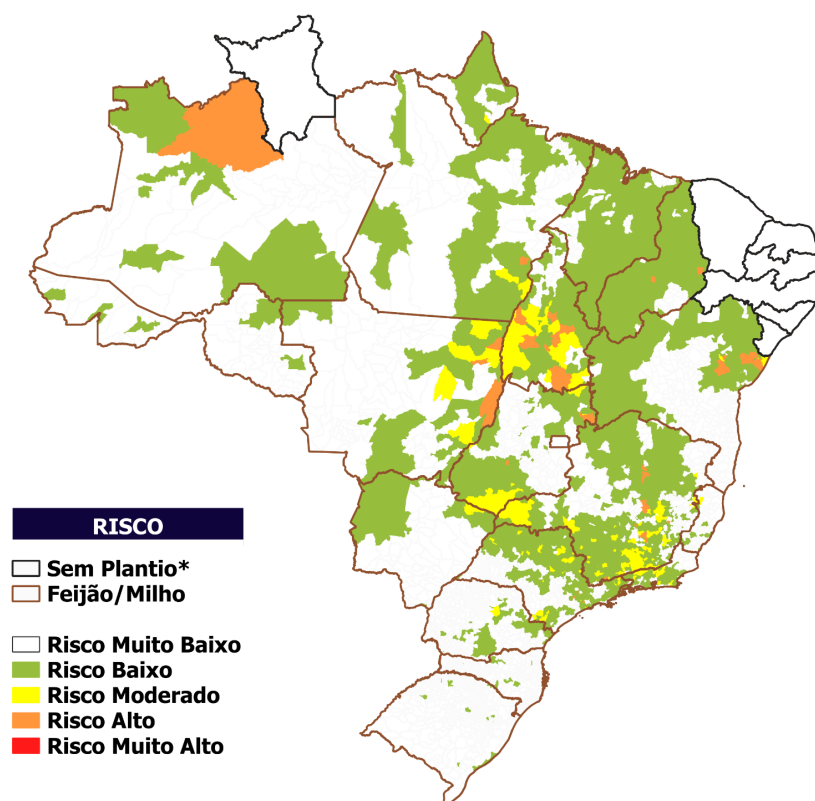 RISCO
Sem Plantio*
Feijão/Milho
Risco Muito Baixo
Risco Baixo
Risco Moderado
Risco Alto
Risco Muito Alto